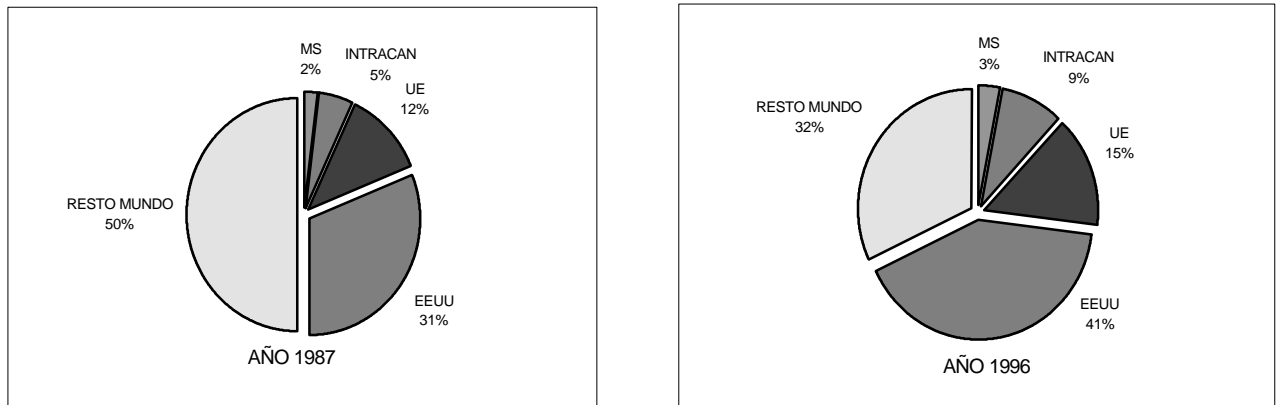 MS
2%
INTRACAN
5%
UE
12%
RESTO MUNDO
50%
EEUU
31%
AÑO 1987
MS
3%
INTRACAN
9%
RESTO MUNDO
32%
UE
15%
EEUU
41%
AÑO 1996